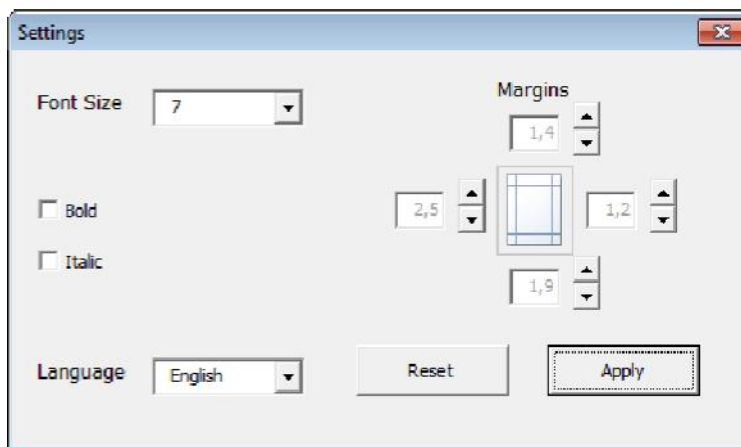 Settings
Font Size 7
Margins
1,4
Bold
2,5 1,2
Italic
1,9
Language English Reset Apply